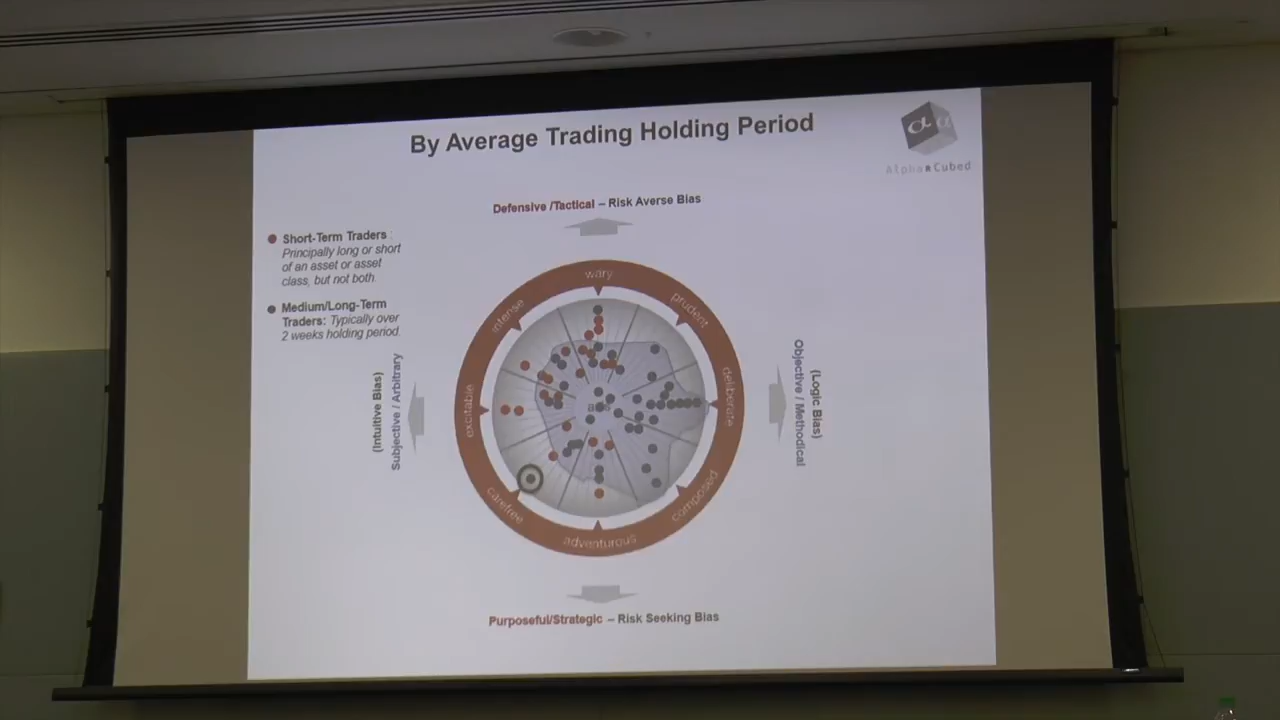 By Average Trading Holding Period
Alpha Cubed
Defensive /Tactical – Risk Averse Bias
Short-Term Traders :
Principally long or short
of an asset or asset
class, but not both.
Medium/Long-Term
Traders: Typically over
2 weeks holding period.
(Intuitive Bias)
Subjective / Arbitrary
wary
prudent
deliberate
composed
adventurous
carefree
excitable
intense
(Logic Bias)
Objective / Methodical
Purposeful/Strategic – Risk Seeking Bias